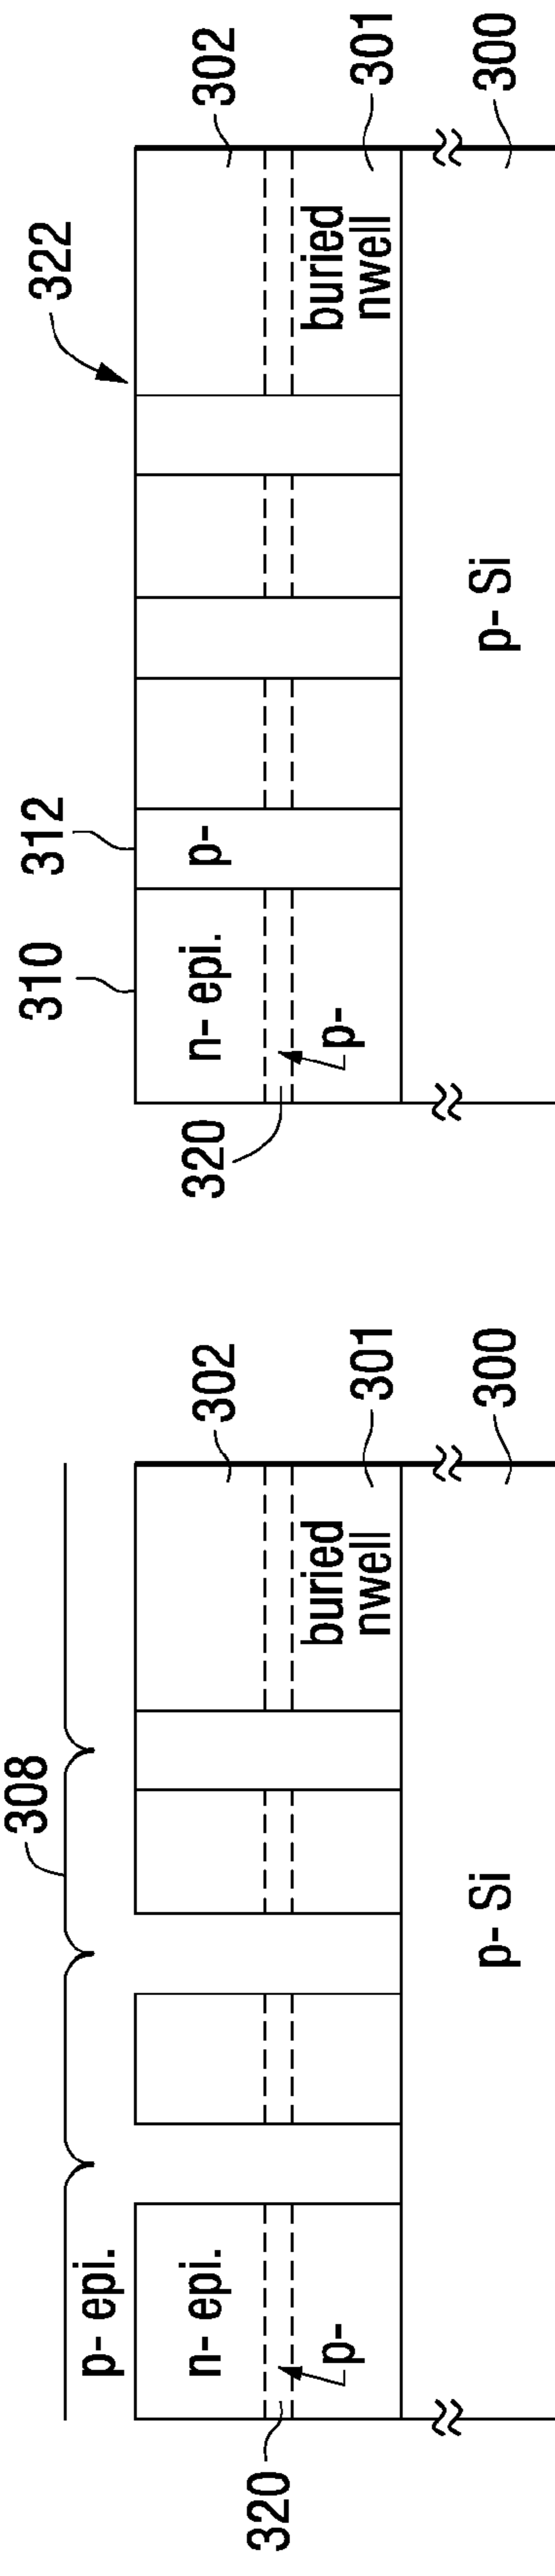 308
p- epi.
n- epi.
320
p-
302
buried
nwell
301
p- Si
300
322
310
312
n- epi.
p-
320
p-
302
buried
nwell
301
p- Si
300